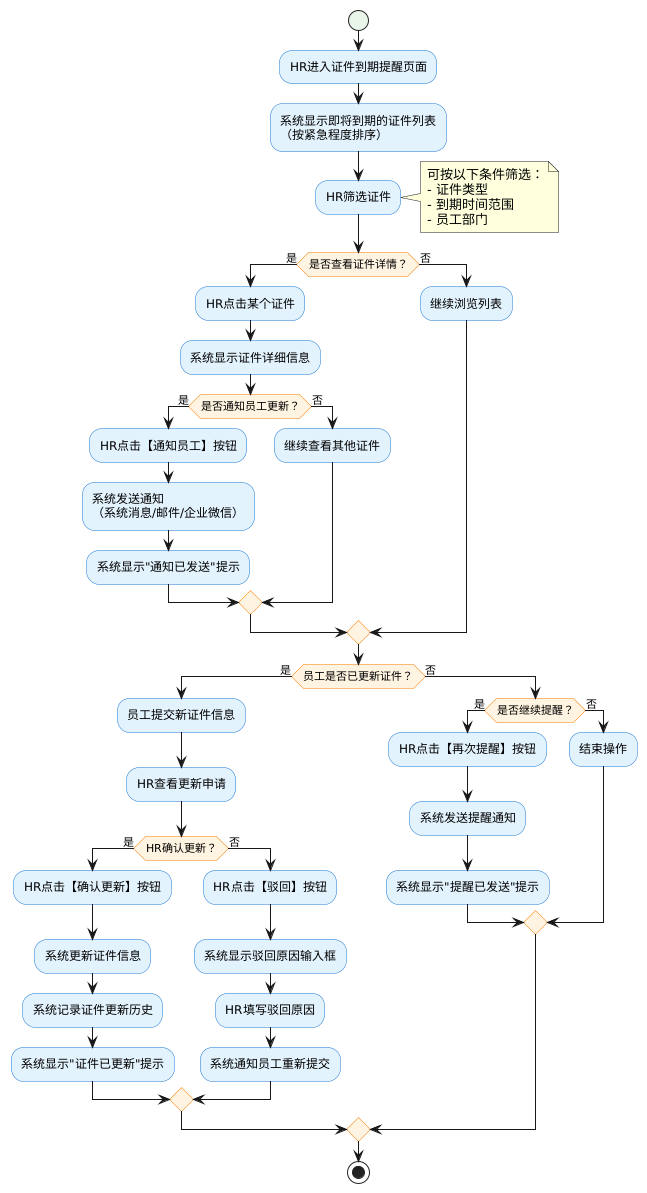 HR进入证件到期提醒页面
系统显示即将到期的证件列表
（按紧急程度排序）
HR筛选证件
可按以下条件筛选：
- 证件类型
- 到期时间范围
- 员工部门
是
是否查看证件详情？
否
HR点击某个证件
继续浏览列表
系统显示证件详细信息
是
是否通知员工更新？
否
HR点击【通知员工】按钮
继续查看其他证件
系统发送通知
（系统消息/邮件/企业微信）
系统显示"通知已发送"提示
是
员工是否已更新证件？
否
员工提交新证件信息
是
是否继续提醒？
否
HR点击【再次提醒】按钮
结束操作
HR查看更新申请
系统发送提醒通知
是
HR确认更新？
否
HR点击【确认更新】按钮
HR点击【驳回】按钮
系统显示"提醒已发送"提示
系统更新证件信息
系统显示驳回原因输入框
系统记录证件更新历史
HR填写驳回原因
系统显示"证件已更新"提示
系统通知员工重新提交